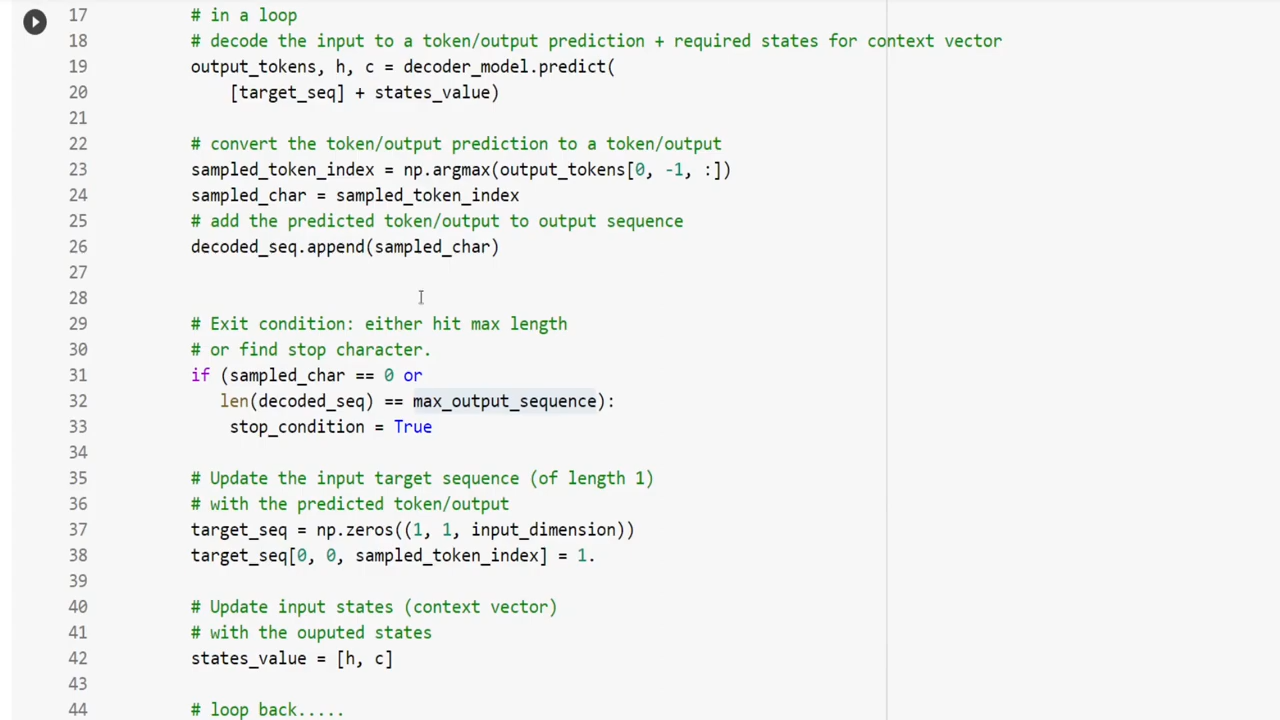 17 # in a loop
18 # decode the input to a token/output prediction + required states for context vector
19 output_tokens, h, c = decoder_model.predict(
20 [target_seq] + states_value)
21
22 # convert the token/output prediction to a token/output
23 sampled_token_index = np.argmax(output_tokens[0, -1, :])
24 sampled_char = sampled_token_index
25 # add the predicted token/output to output sequence
26 decoded_seq.append(sampled_char)
27
28
29 # Exit condition: either hit max length
30 # or find stop character.
31 if (sampled_char == 0 or
32 len(decoded_seq) == max_output_sequence):
33 stop_condition = True
34
35 # Update the input target sequence (of length 1)
36 # with the predicted token/output
37 target_seq = np.zeros((1, 1, input_dimension))
38 target_seq[0, 0, sampled_token_index] = 1.
39
40 # Update input states (context vector)
41 # with the ouputed states
42 states_value = [h, c]
43
44 # loop back.....